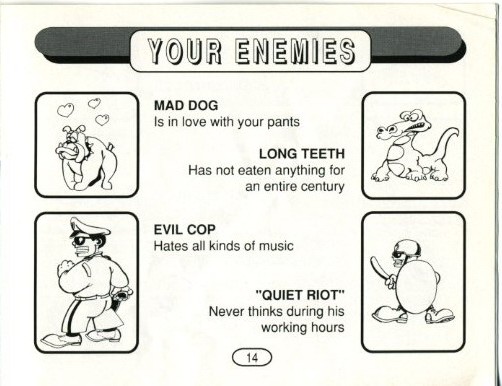 YOUR ENEMIES
MAD DOG
Is in love with your pants
LONG TEETH
Has not eaten anything for
an entire century
EVIL COP
Hates all kinds of music
"QUIET RIOT"
Never thinks during his
working hours
14